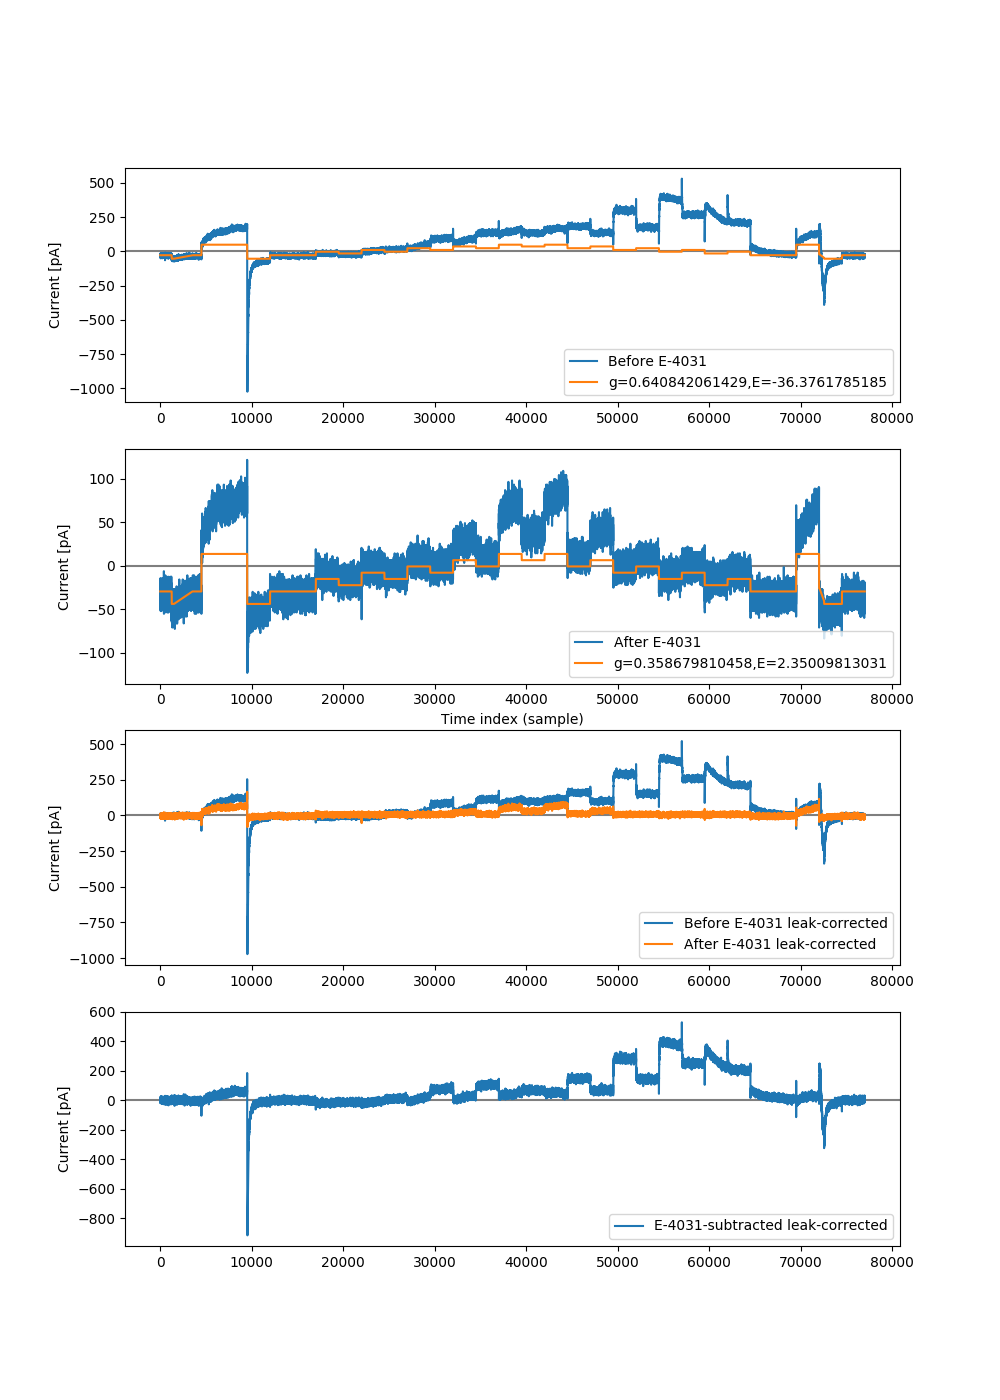 500
250
0
−250
−500
−750
−1000
Current [pA]
Before E-4031
g=0.640842061429,E=-36.3761785185
0 10000 20000 30000 40000 50000 60000 70000 80000
100
50
0
−50
−100
Current [pA]
After E-4031
g=0.358679810458,E=2.35009813031
0 10000 20000 30000 40000 50000 60000 70000 80000
Time index (sample)
500
250
0
−250
−500
−750
−1000
Current [pA]
Before E-4031 leak-corrected
After E-4031 leak-corrected
0 10000 20000 30000 40000 50000 60000 70000 80000
600
400
200
0
−200
−400
−600
−800
Current [pA]
E-4031-subtracted leak-corrected
0 10000 20000 30000 40000 50000 60000 70000 80000